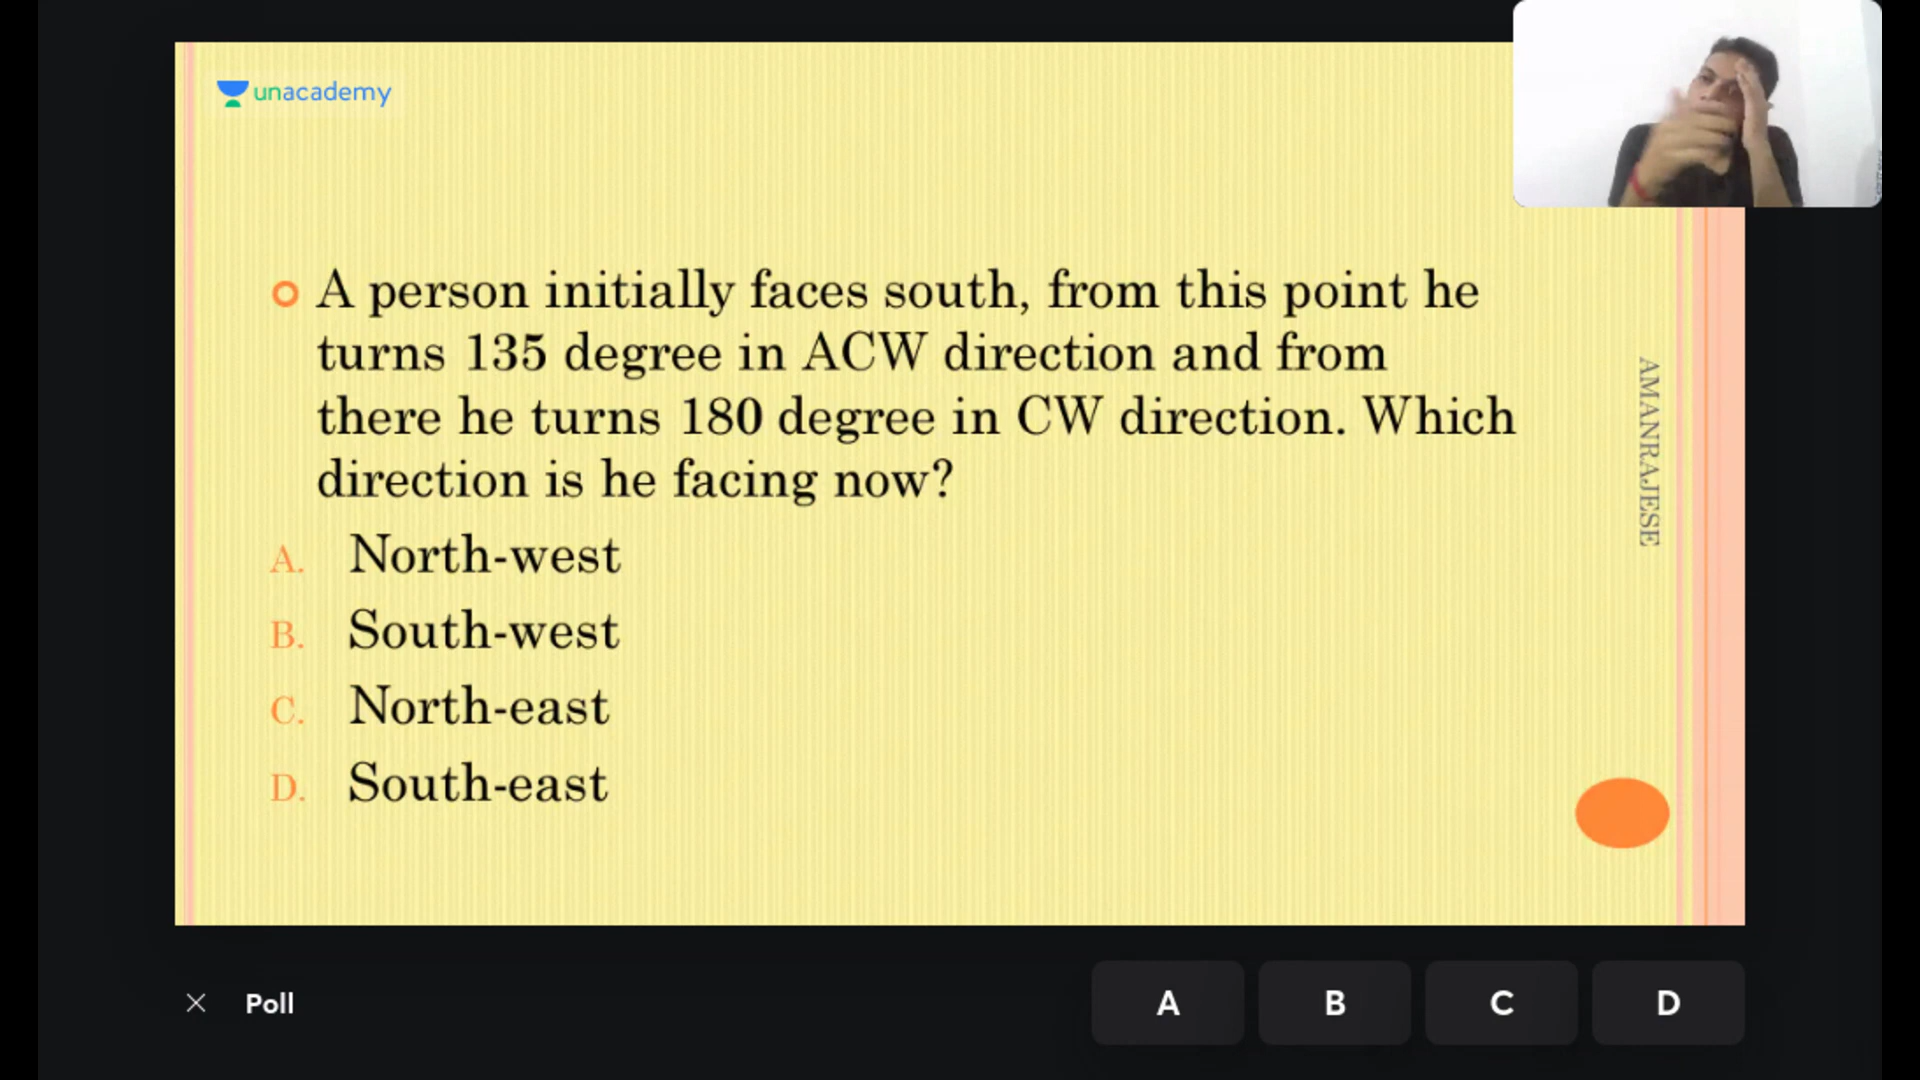 unacademy
A person initially faces south, from this point he
turns 135 degree in ACW direction and from
there he turns 180 degree in CW direction. Which
direction is he facing now?
A. North-west
B. South-west
C. North-east
D. South-east
AMANRAJESE
Poll
A
B
C
D